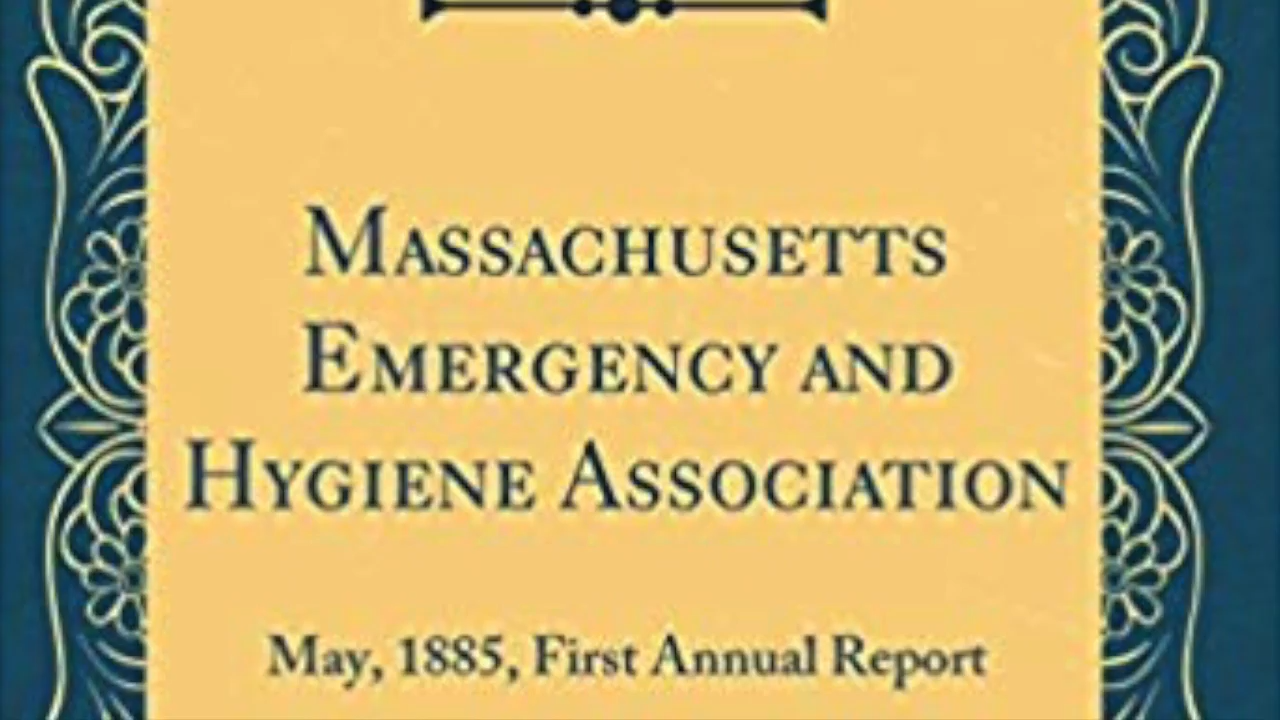 Massachusetts
Emergency and
Hygiene Association
May, 1885, First Annual Report